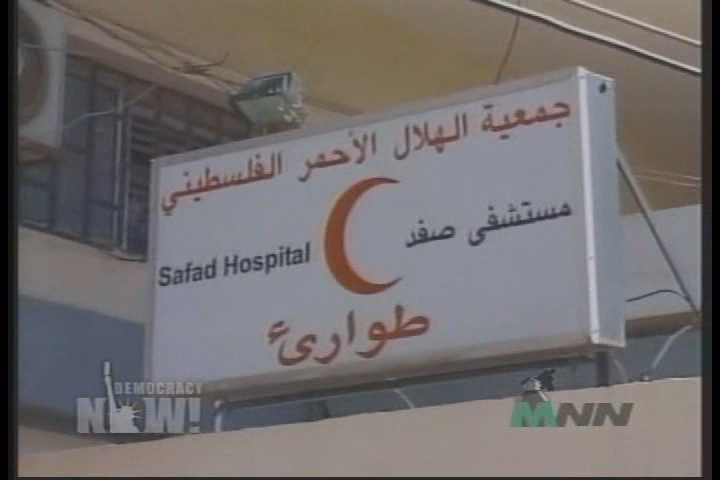 جمعية الهلال الأحمر الفلسطيني
Safad Hospital مستشفى صفد
طوارئ
DEMOCRACY
NOW!
MNN